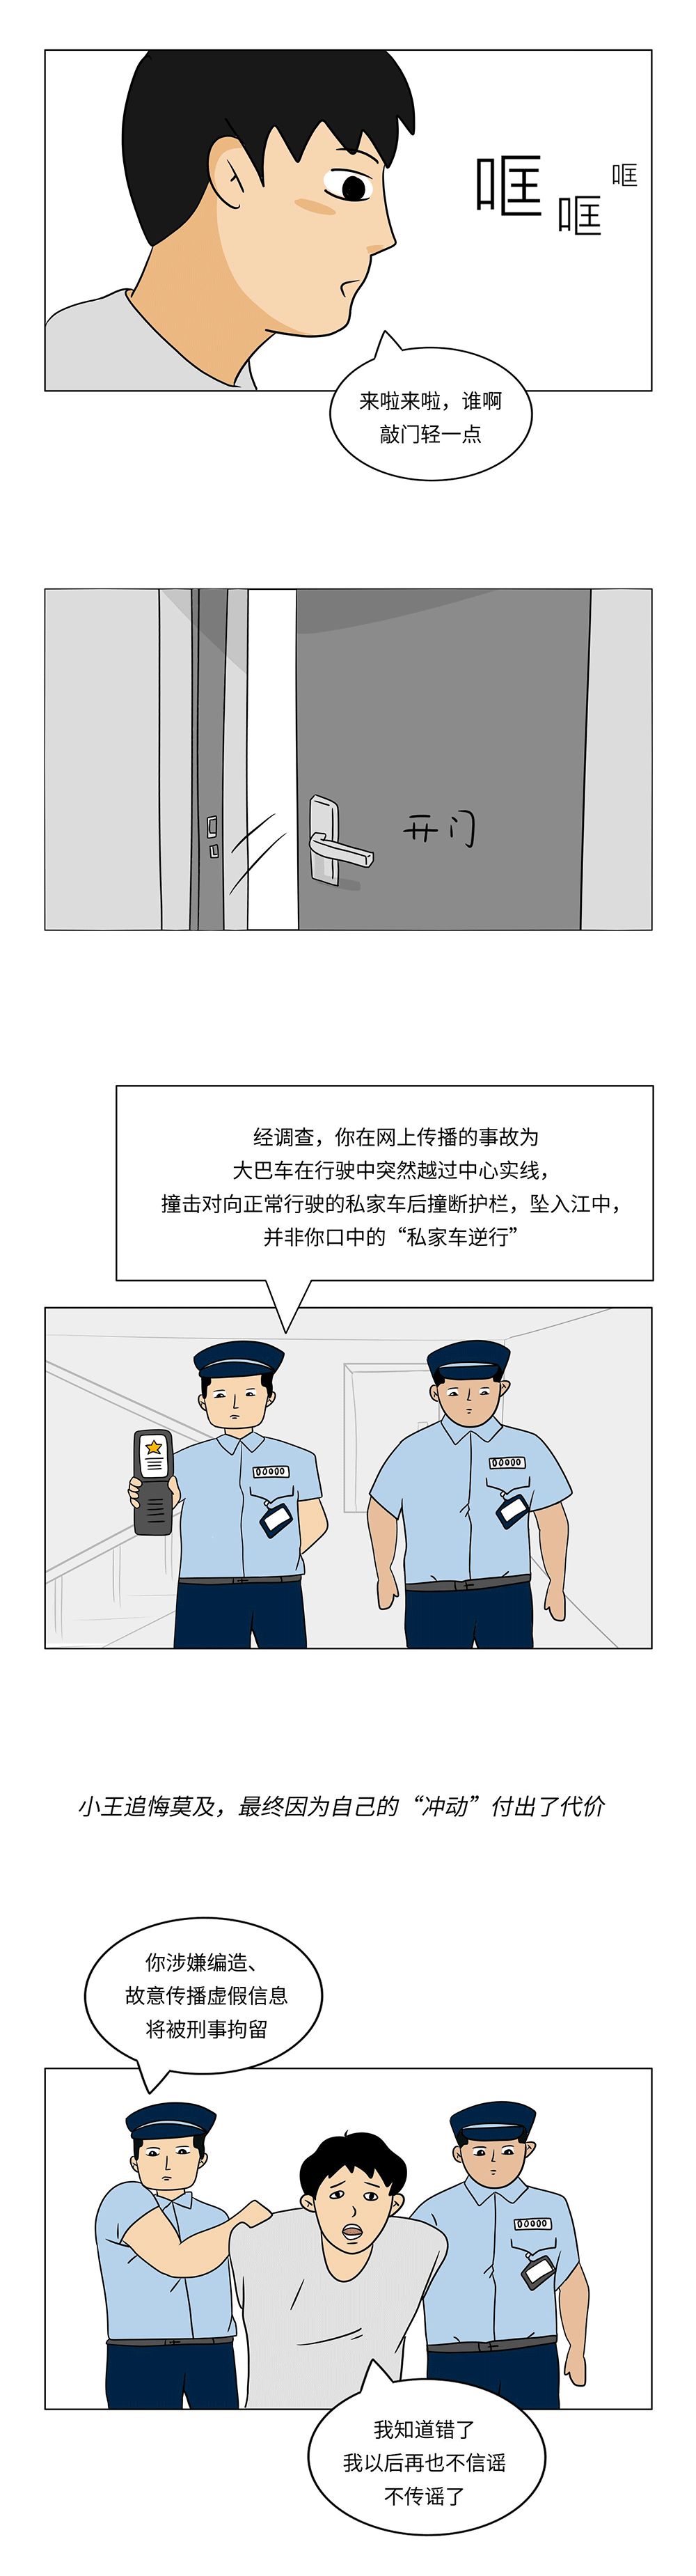 哐
哐
哐
来啦来啦，谁啊
敲门轻一点
开门
经调查，你在网上传播的事故为
大巴车在行驶中突然越过中心实线，
撞击对向正常行驶的私家车后撞断护栏，坠入江中，
并非你口中的“私家车逆行”
00000
00000
小王追悔莫及，最终因为自己的“冲动”付出了代价
你涉嫌编造、
故意传播虚假信息
将被刑事拘留
00000
我知道错了
我以后再也不信谣
不传谣了